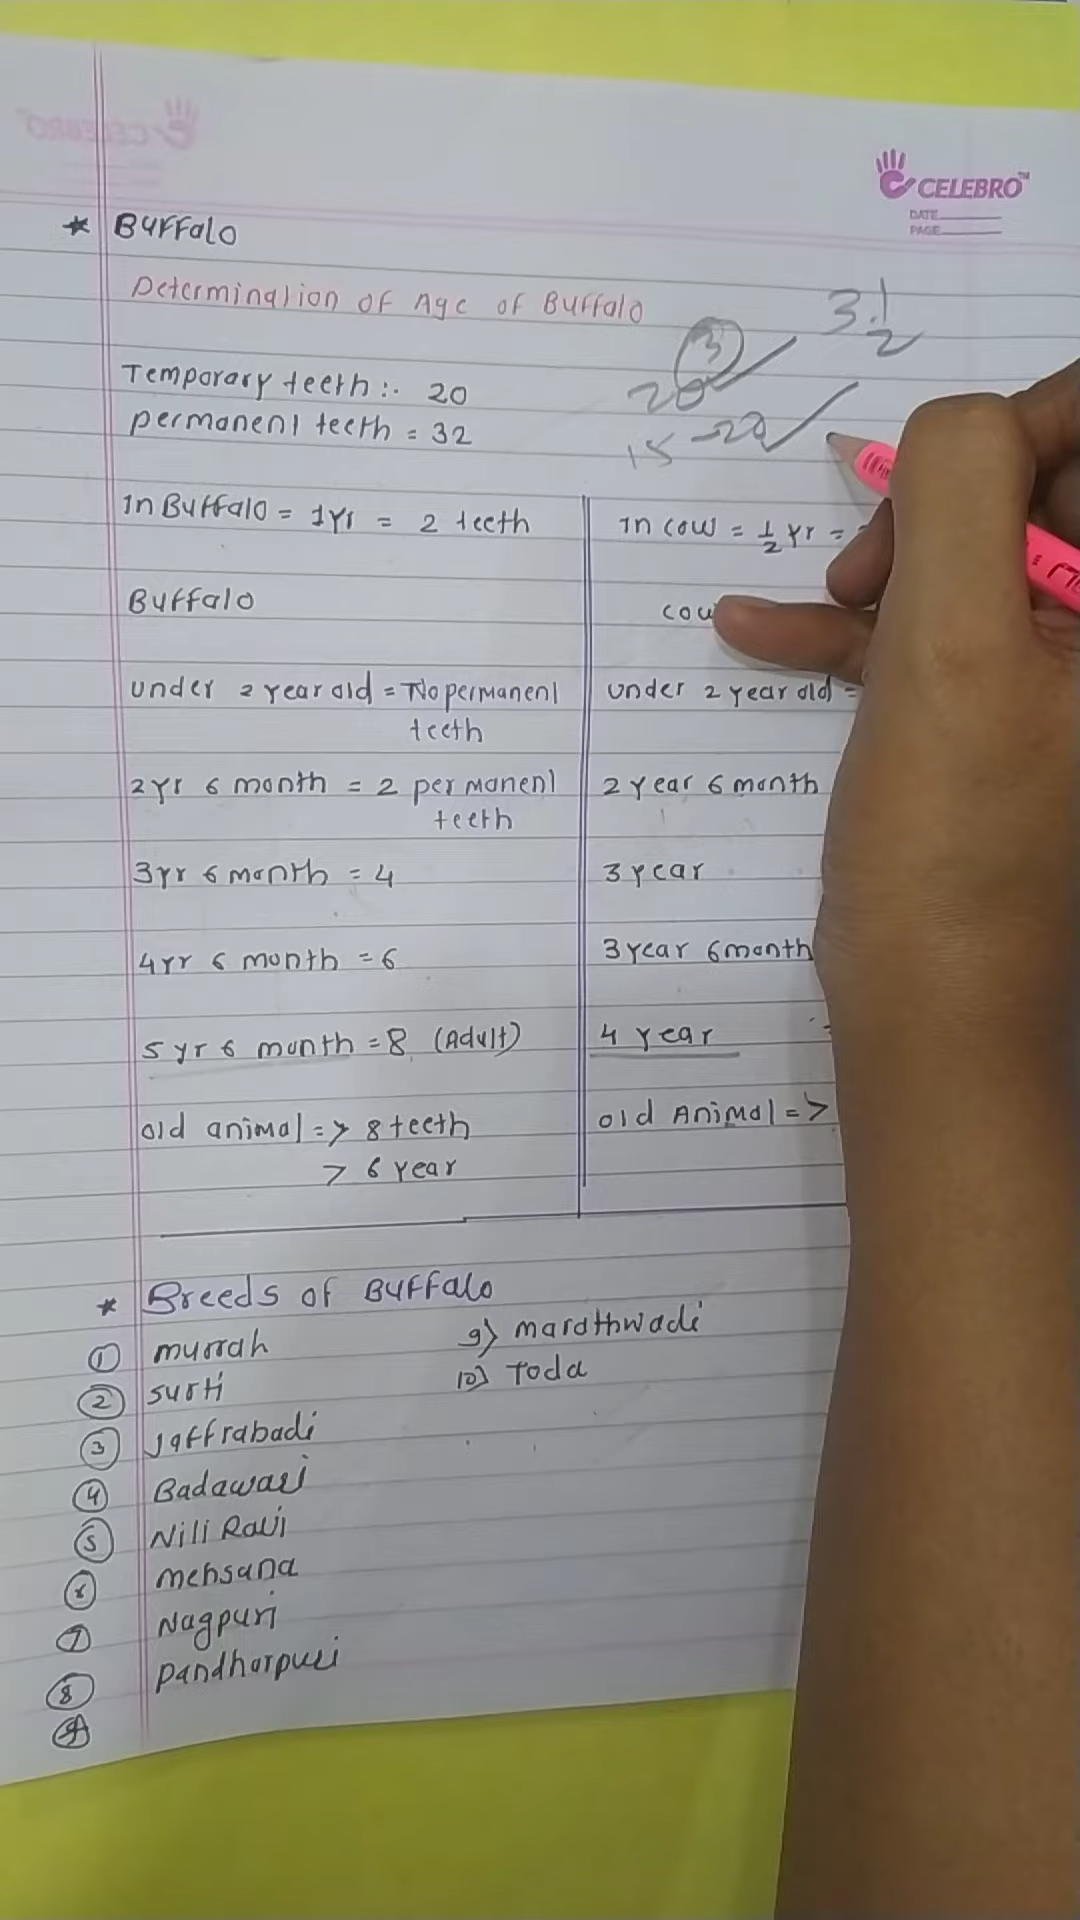 CELEBRO™
DATE
PAGE
* Buffalo
Determination of Age of Buffalo
3 1/2
3
20
15-20
Temporary teeth :- 20
permanent teeth = 32
In Buffalo = 1yr = 2 teeth
In cow = 1/2 yr =
Buffalo
cow
under 2 year old = No permanent
teeth
under 2 year old =
2 yr 6 month = 2 permanent
teeth
2 year 6 month
3yr 6 month = 4
3 year
4yr 6 month = 6
3 year 6 month
5 yr 6 month = 8 (Adult)
4 year =
old animal = > 8 teeth
> 6 year
old Animal = >
* Breeds of Buffalo
1 murrah
2 surti
3 Jaffrabadi
4 Badawari
5 Nili Ravi
6 mehsana
7 Nagpuri
8 pandharpuri
9
9) marathwadi
10) Toda